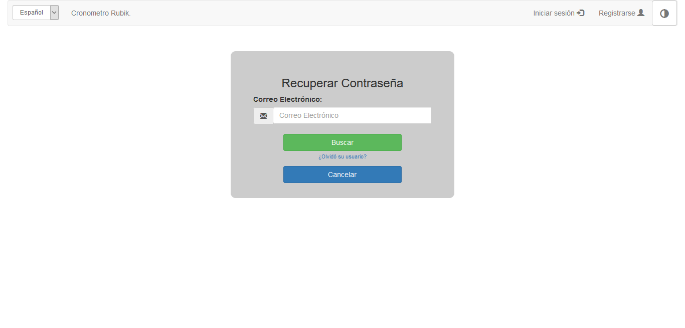 Español
Cronometro Rubik.
Iniciar sesión
Registrarse
Recuperar Contraseña
Correo Electrónico:
Correo Electrónico
Buscar
¿Olvidó su usuario?
Cancelar